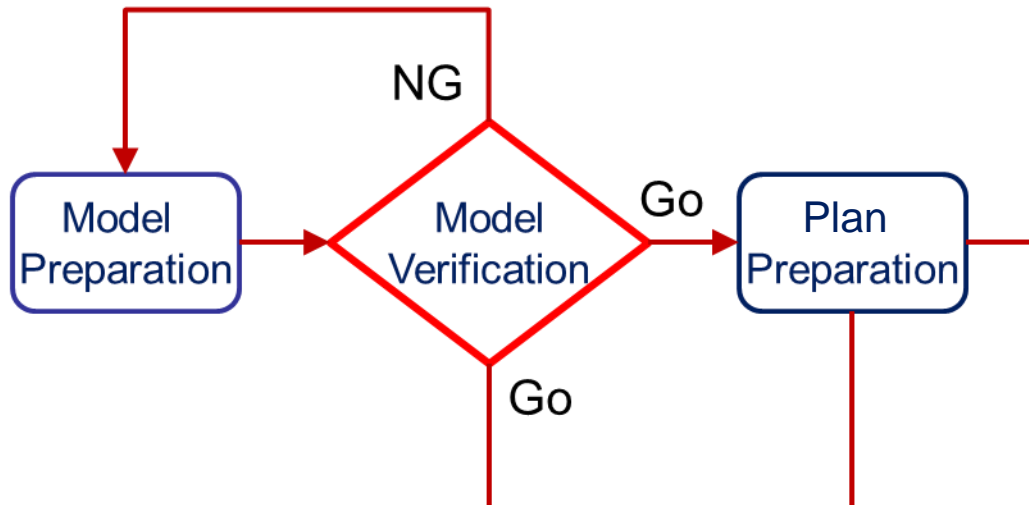 NG
Model
Preparation
Model
Verification
Go
Plan
Preparation
Go